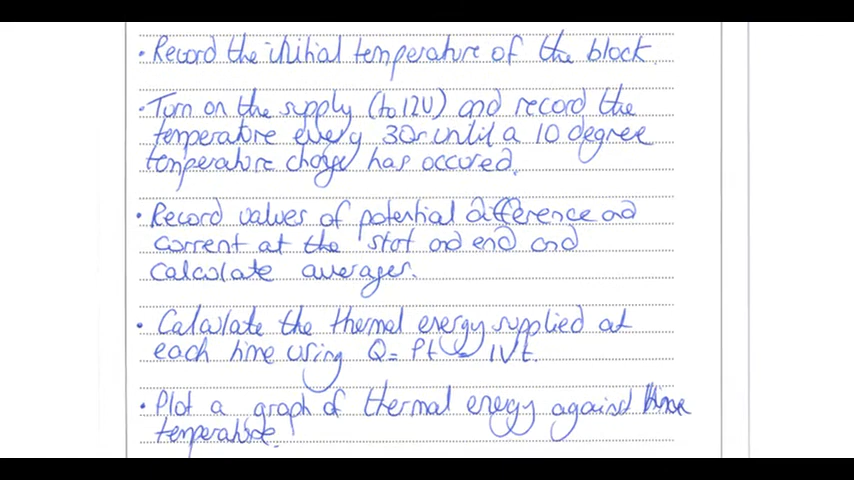 • Record the initial temperature of the block.
• Turn on the supply (to 12V) and record the
temperature every 30s until a 10 degree
temperature change has occured.
• Record values of potential difference and
current at the start and end and
calculate averages.
• Calculate the thermal energy supplied at
each time using Q = Pt = IVt.
• Plot a graph of thermal energy against
temperature.